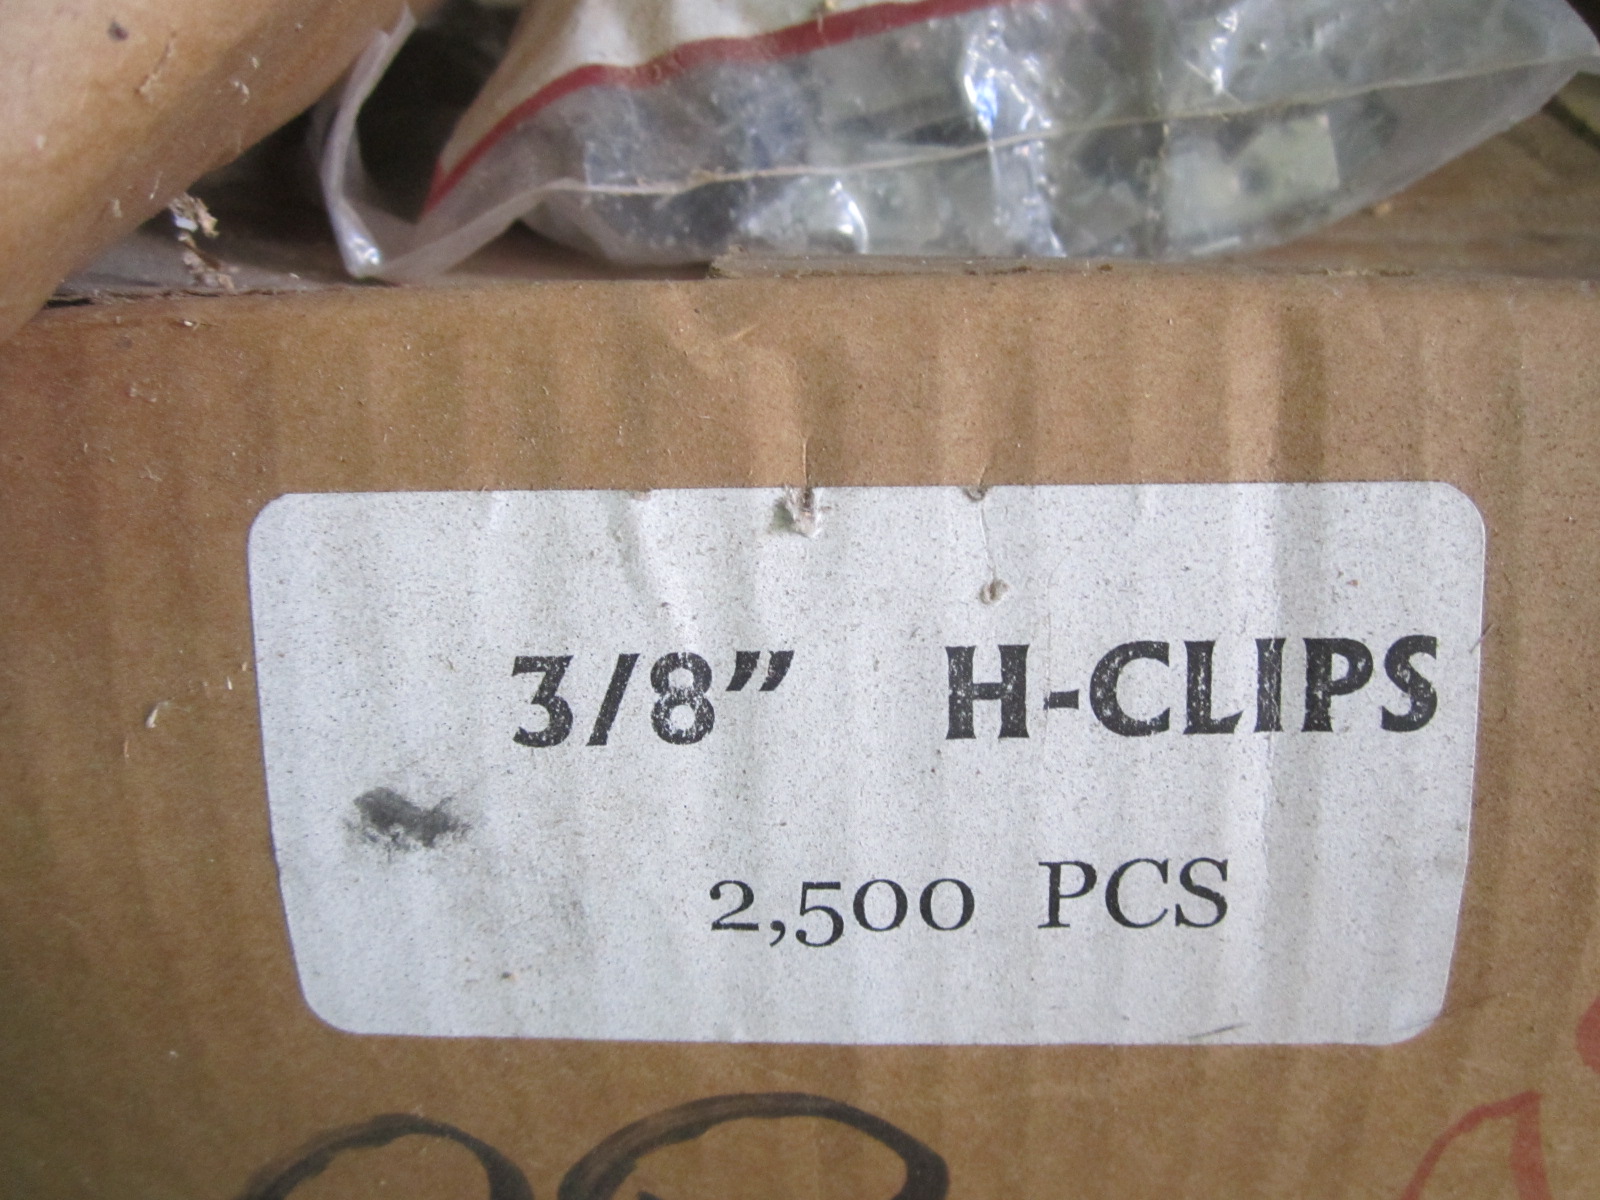 3/8” H-CLIPS
2,500 PCS